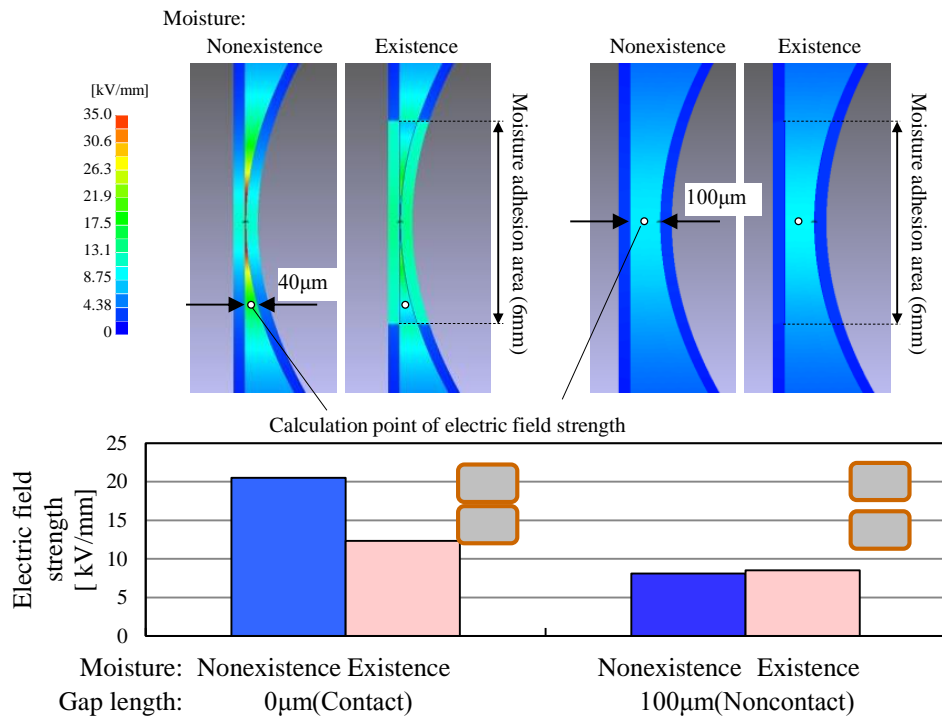 Moisture:
Nonexistence Existence Nonexistence Existence
[kV/mm]
35.0
30.6
26.3
21.9
17.5
13.1
8.75
4.38
0
40μm
Moisture adhesion area (6mm)
100μm
Moisture adhesion area (6mm)
Calculation point of electric field strength
Electric field
strength
[ kV/mm]
25
20
15
10
5
0
Moisture: Nonexistence Existence Nonexistence Existence
Gap length: 0μm(Contact) 100μm(Noncontact)